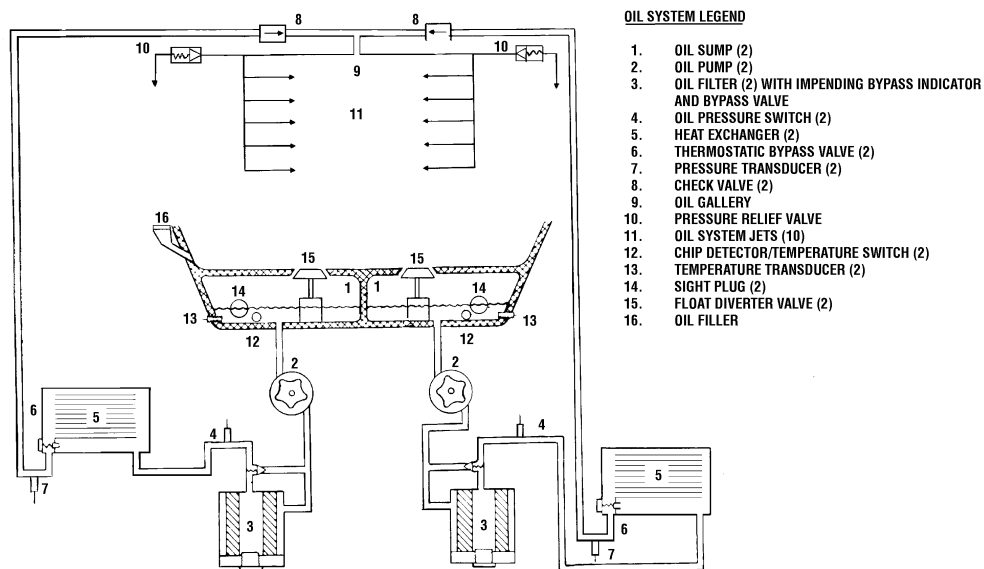 OIL SYSTEM LEGEND
1. OIL SUMP (2)
2. OIL PUMP (2)
3. OIL FILTER (2) WITH IMPENDING BYPASS INDICATOR
AND BYPASS VALVE
4. OIL PRESSURE SWITCH (2)
5. HEAT EXCHANGER (2)
6. THERMOSTATIC BYPASS VALVE (2)
7. PRESSURE TRANSDUCER (2)
8. CHECK VALVE (2)
9. OIL GALLERY
10. PRESSURE RELIEF VALVE
11. OIL SYSTEM JETS (10)
12. CHIP DETECTOR/TEMPERATURE SWITCH (2)
13. TEMPERATURE TRANSDUCER (2)
14. SIGHT PLUG (2)
15. FLOAT DIVERTER VALVE (2)
16. OIL FILLER
8 8
10 10
9
11
16
15 15
1 1
14 14
13 13
12 12
2 2
6 5 4 4
5
7 3 3
6
7